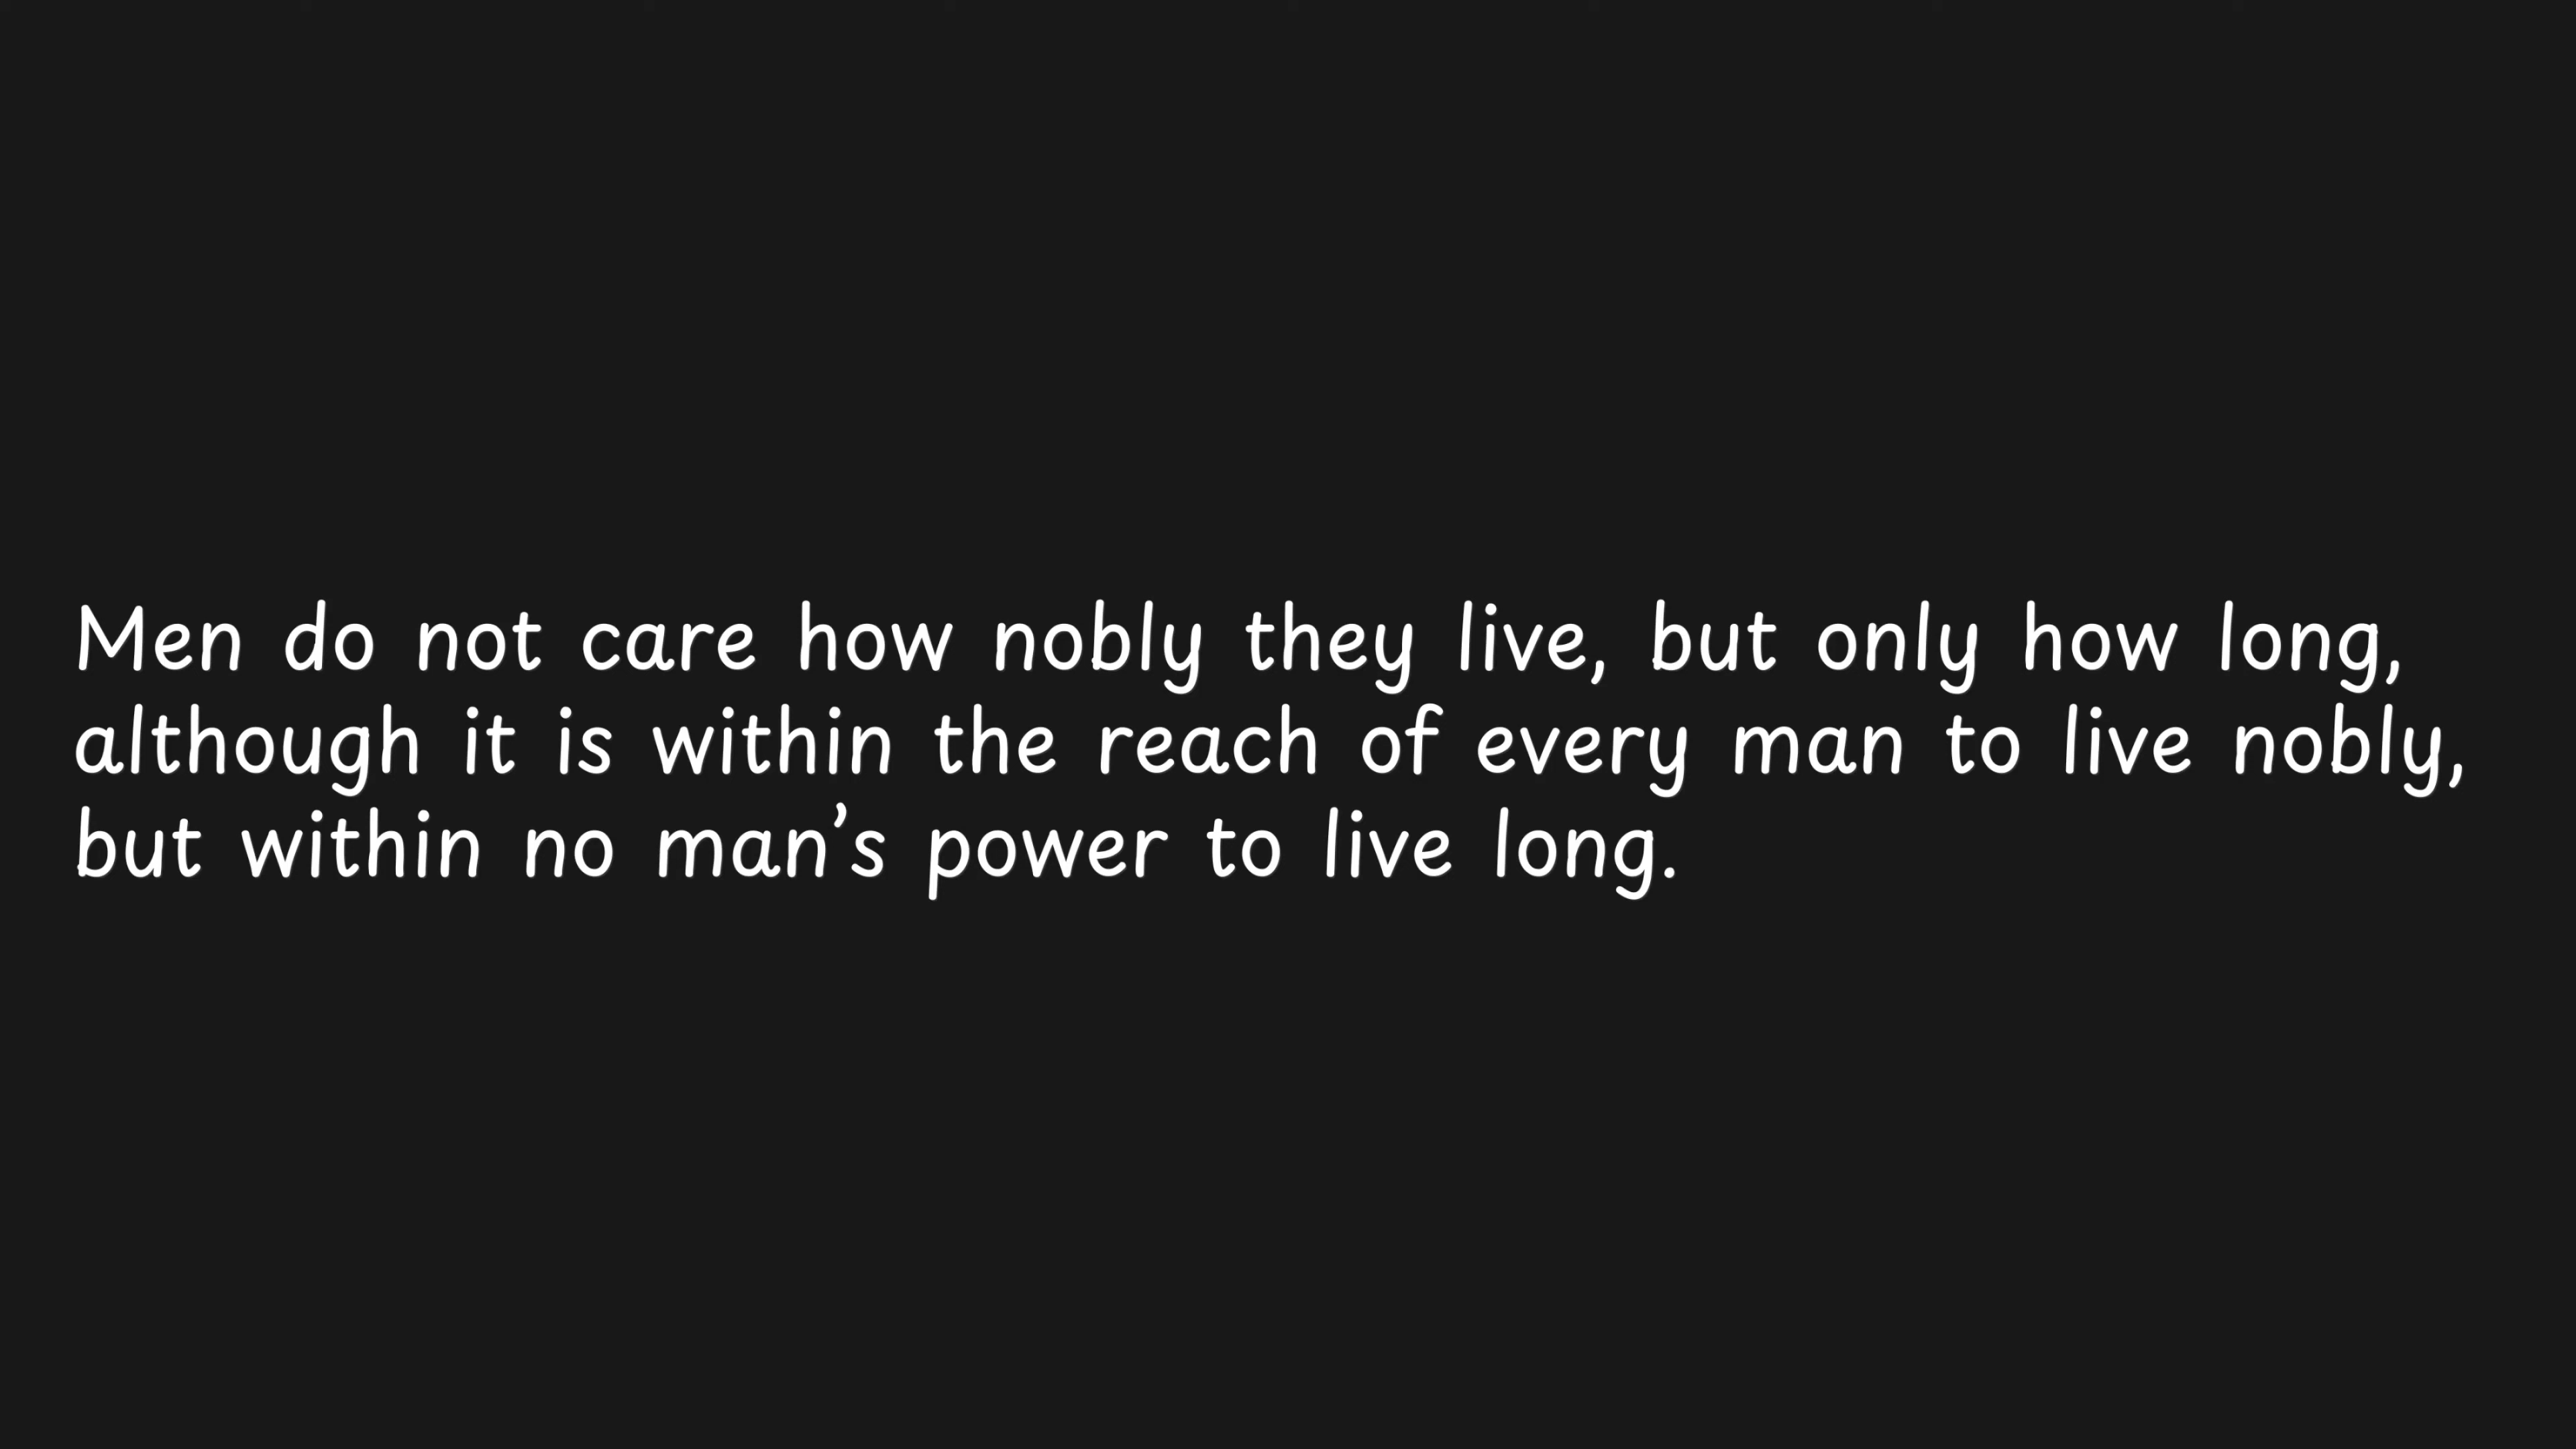 Men do not care how nobly they live, but only how long,
although it is within the reach of every man to live nobly,
but within no man’s power to live long.